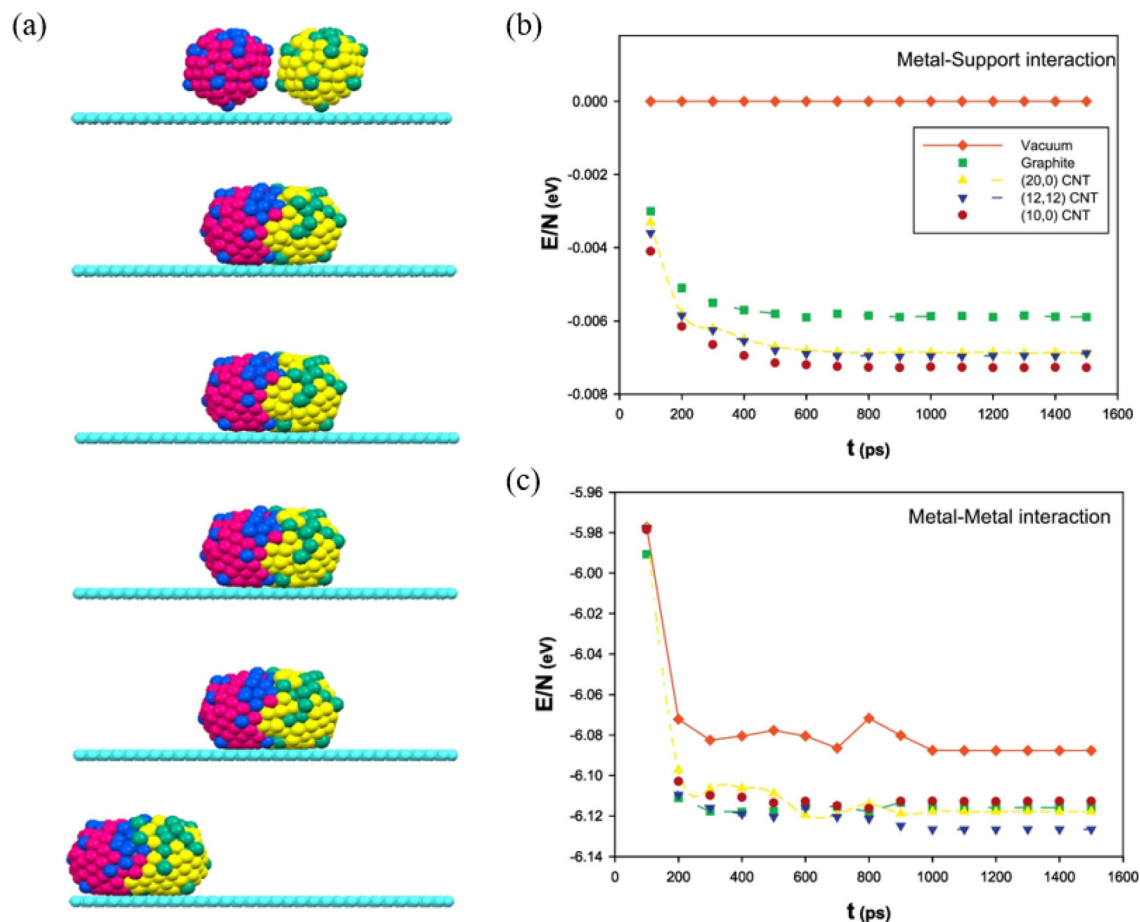 (a)
(b)
Metal-Support interaction
0.000
-0.002
-0.004
-0.006
-0.008
E/N (eV)
Vacuum
Graphite
(20,0) CNT
(12,12) CNT
(10,0) CNT
0 200 400 600 800 1000 1200 1400 1600
t (ps)
(c)
Metal-Metal interaction
-5.96
-5.98
-6.00
-6.02
-6.04
-6.06
-6.08
-6.10
-6.12
-6.14
E/N (eV)
0 200 400 600 800 1000 1200 1400 1600
t (ps)